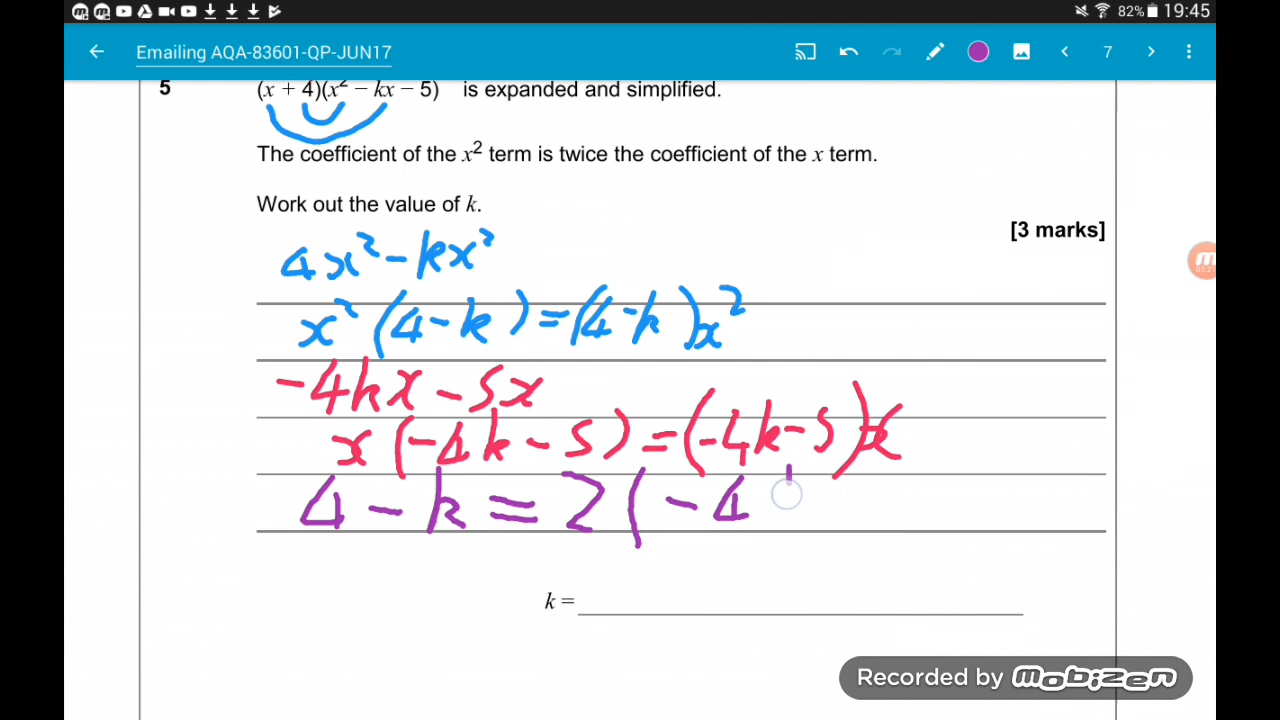 82% 19:45
Emailing AQA-83601-QP-JUN17 7
5 (x + 4)(x² − kx − 5) is expanded and simplified.
The coefficient of the x² term is twice the coefficient of the x term.
Work out the value of k.
[3 marks]
4x² − kx²
x² (4 − k) = (4 − k) x²
−4kx − 5x
x (−4k − 5) = (−4k − 5) x
4 − k = 2 ( − 4
k =
Recorded by mobizen